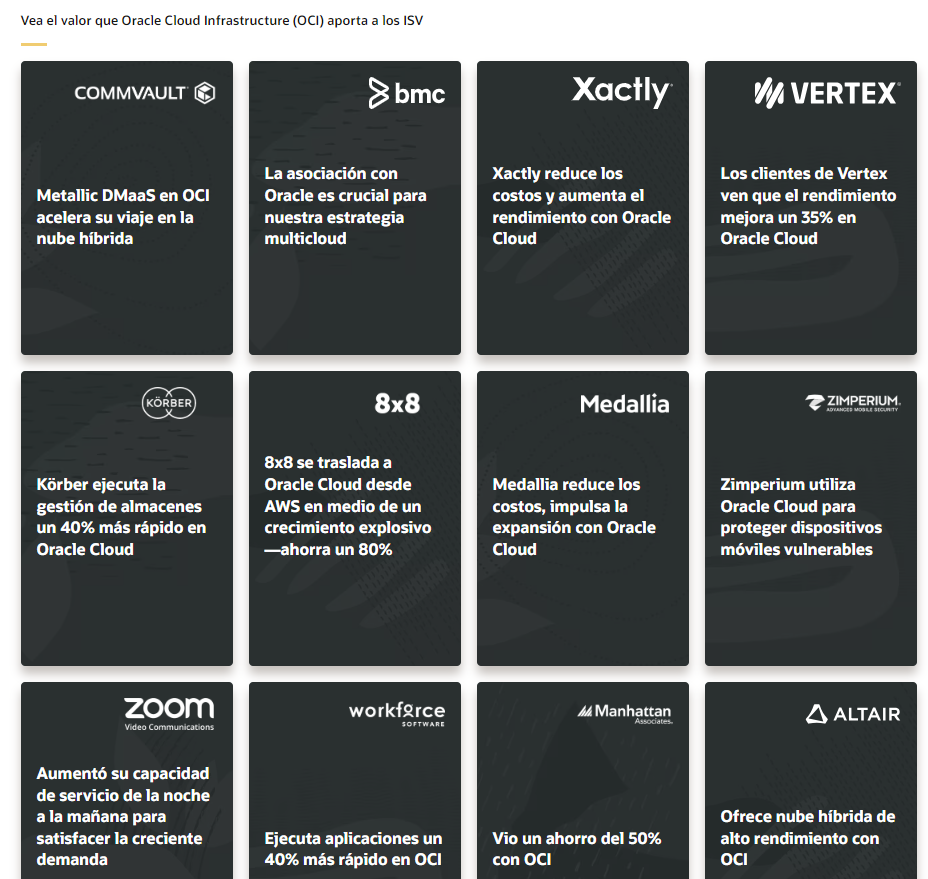 Vea el valor que Oracle Cloud Infrastructure (OCI) aporta a los ISV
COMMVAULT
Metallic DMaaS en OCI
acelera su viaje en la
nube híbrida
bmc
La asociación con
Oracle es crucial para
nuestra estrategia
multicloud
Xactly
Xactly reduce los
costos y aumenta el
rendimiento con Oracle
Cloud
VERTEX
Los clientes de Vertex
ven que el rendimiento
mejora un 35% en
Oracle Cloud
KÖRBER
Körber ejecuta la
gestión de almacenes
un 40% más rápido en
Oracle Cloud
8x8
8x8 se traslada a
Oracle Cloud desde
AWS en medio de un
crecimiento explosivo
—ahorra un 80%
Medallia
Medallia reduce los
costos, impulsa la
expansión con Oracle
Cloud
ZIMPERIUM.
ADVANCED MOBILE SECURITY
Zimperium utiliza
Oracle Cloud para
proteger dispositivos
móviles vulnerables
zoom
Video Communications
Aumentó su capacidad
de servicio de la noche
a la mañana para
satisfacer la creciente
demanda
workforce
SOFTWARE
Ejecuta aplicaciones un
40% más rápido en OCI
Manhattan
Associates.
Vio un ahorro del 50%
con OCI
ALTAIR
Ofrece nube híbrida de
alto rendimiento con
OCI